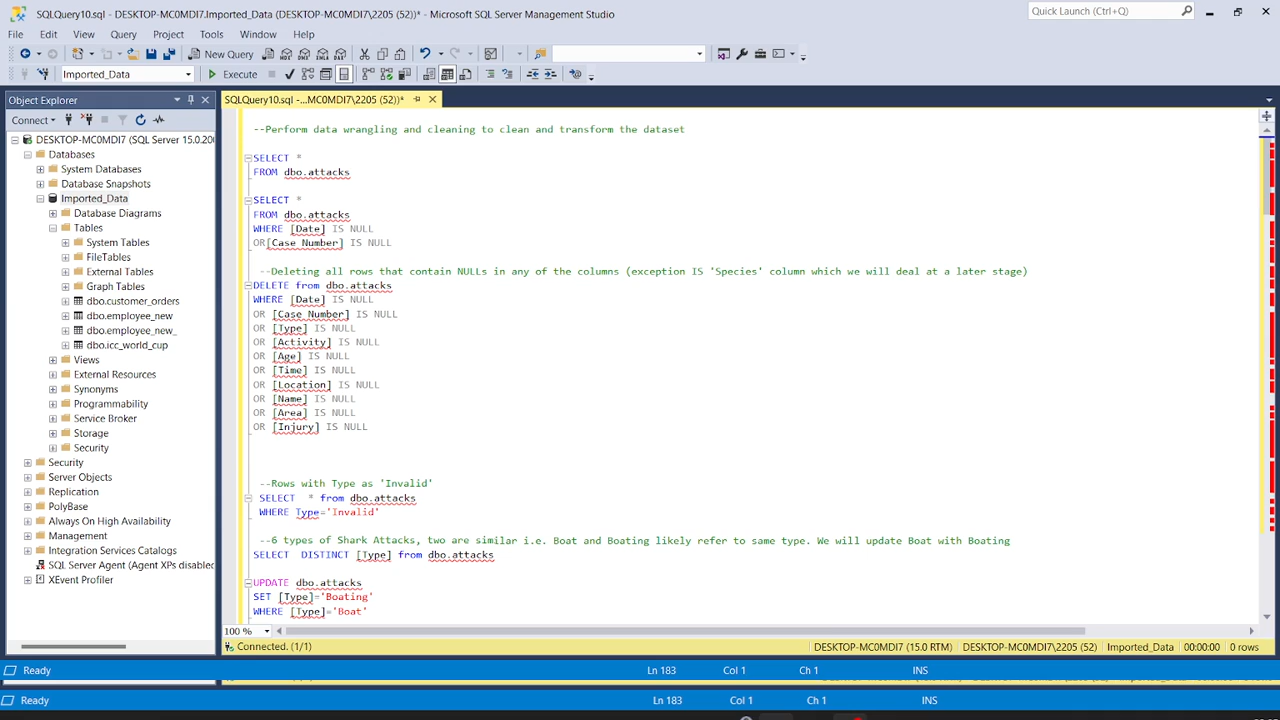 SQLQuery10.sql - DESKTOP-MC0MDI7.Imported_Data (DESKTOP-MC0MDI7\2205 (52))* - Microsoft SQL Server Management Studio
Quick Launch (Ctrl+Q)
File Edit View Query Project Tools Window Help
New Query
Imported_Data Execute
Object Explorer
SQLQuery10.sql -...MC0MDI7\2205 (52))*
Connect
DESKTOP-MC0MDI7 (SQL Server 15.0.200
Databases
System Databases
Database Snapshots
Imported_Data
Database Diagrams
Tables
System Tables
FileTables
External Tables
Graph Tables
dbo.customer_orders
dbo.employee_new
dbo.employee_new_
dbo.icc_world_cup
Views
External Resources
Synonyms
Programmability
Service Broker
Storage
Security
Security
Server Objects
Replication
PolyBase
Always On High Availability
Management
Integration Services Catalogs
SQL Server Agent (Agent XPs disabled
XEvent Profiler
--Perform data wrangling and cleaning to clean and transform the dataset
SELECT *
FROM dbo.attacks
SELECT *
FROM dbo.attacks
WHERE [Date] IS NULL
OR[Case Number] IS NULL
--Deleting all rows that contain NULLs in any of the columns (exception IS 'Species' column which we will deal at a later stage)
DELETE from dbo.attacks
WHERE [Date] IS NULL
OR [Case Number] IS NULL
OR [Type] IS NULL
OR [Activity] IS NULL
OR [Age] IS NULL
OR [Time] IS NULL
OR [Location] IS NULL
OR [Name] IS NULL
OR [Area] IS NULL
OR [Injury] IS NULL
--Rows with Type as 'Invalid'
SELECT * from dbo.attacks
WHERE Type='Invalid'
--6 types of Shark Attacks, two are similar i.e. Boat and Boating likely refer to same type. We will update Boat with Boating
SELECT DISTINCT [Type] from dbo.attacks
UPDATE dbo.attacks
SET [Type]='Boating'
WHERE [Type]='Boat'
100 %
Connected. (1/1) DESKTOP-MC0MDI7 (15.0 RTM) DESKTOP-MC0MDI7\2205 (52) Imported_Data 00:00:00 0 rows
Ready Ln 183 Col 1 Ch 1 INS
Ready Ln 183 Col 1 Ch 1 INS